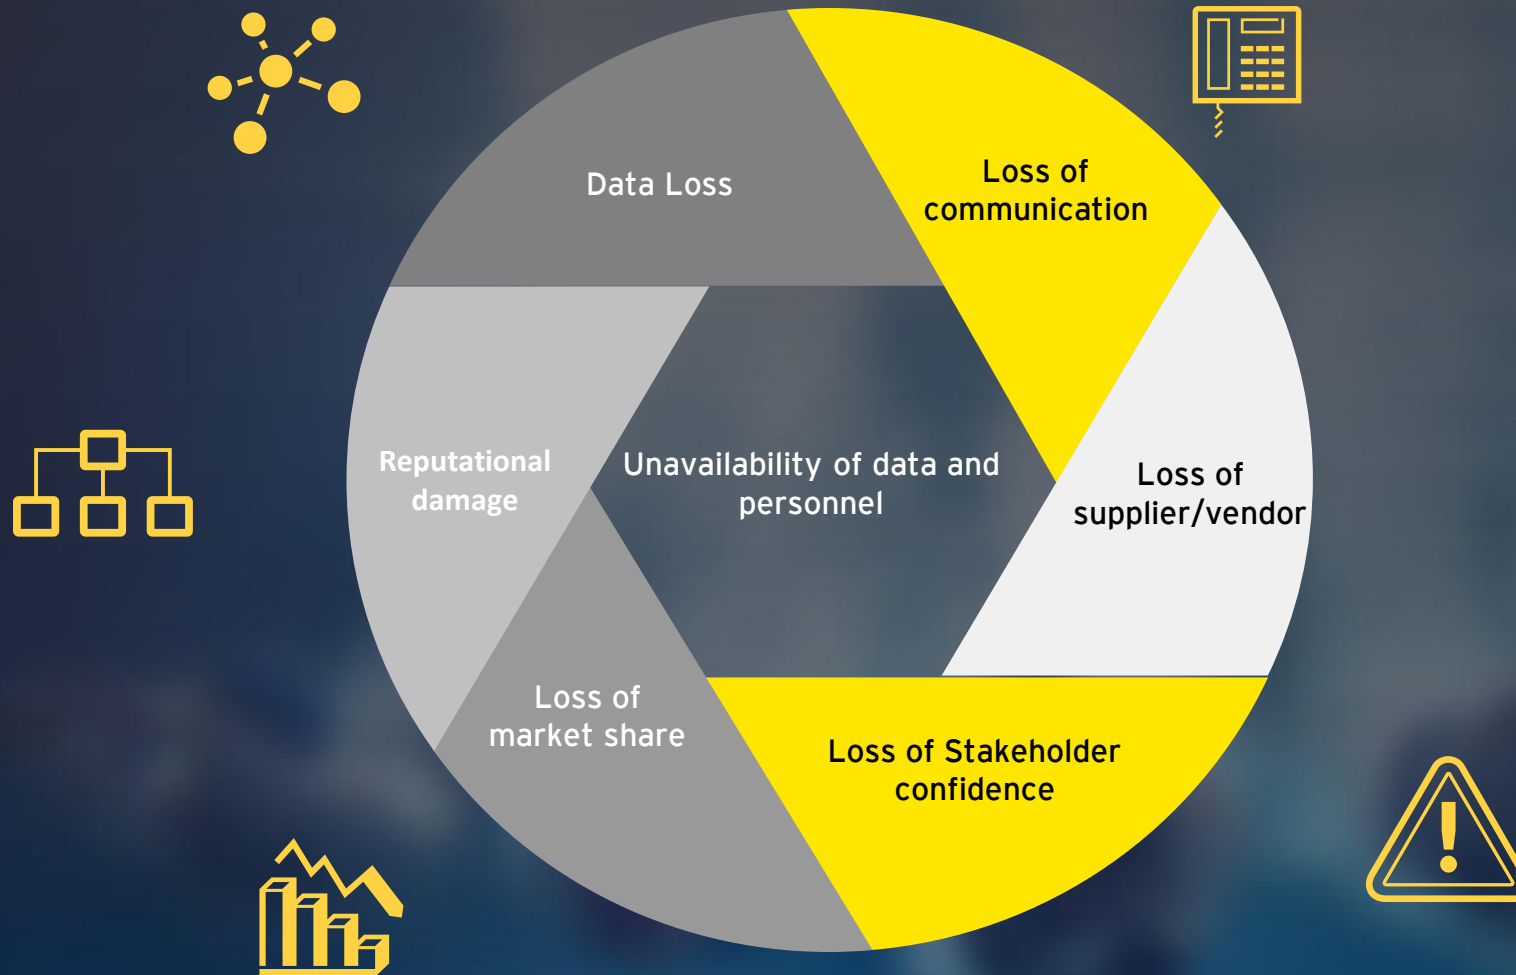 Data Loss
Loss of
communication
Reputational
damage
Unavailability of data and
personnel
Loss of
supplier/vendor
Loss of
market share
Loss of Stakeholder
confidence